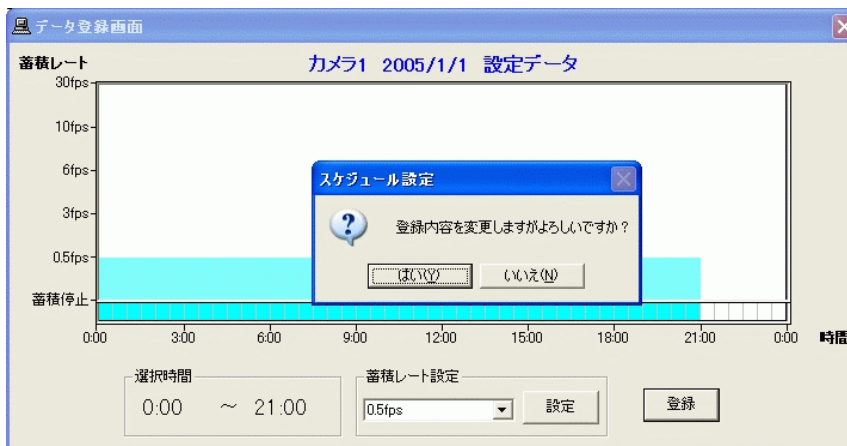 データ登録画面
蓄積レート
カメラ1 2005/1/1 設定データ
30fps
10fps
6fps
3fps
0.5fps
蓄積停止
スケジュール設定
登録内容を変更しますがよろしいですか?
はい(Y)
いいえ(N)
0:00 3:00 6:00 9:00 12:00 15:00 18:00 21:00 0:00 時間
選択時間
0:00 ~ 21:00
蓄積レート設定
0.5fps
設定
登録